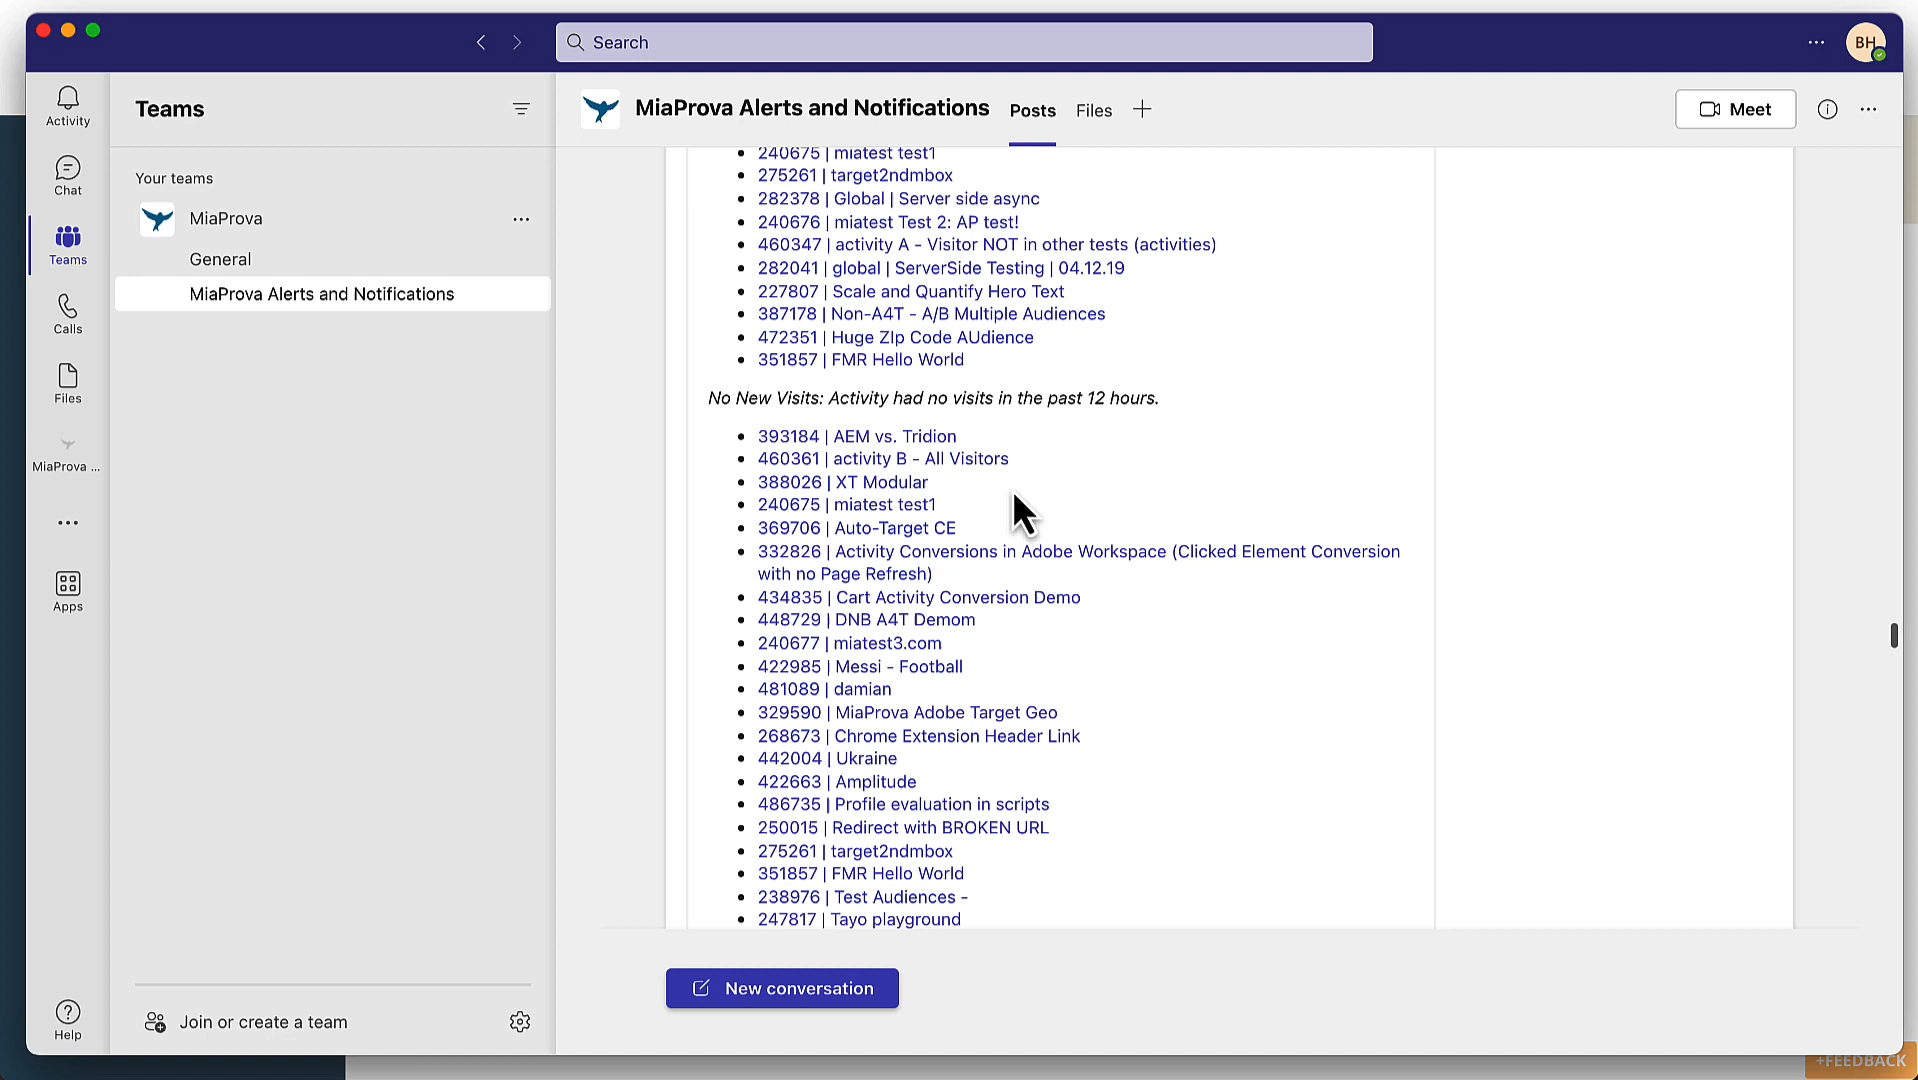 Search
BH
Activity
Chat
Teams
Calls
Files
MiaProva ...
Apps
Help
Teams
Your teams
MiaProva
General
MiaProva Alerts and Notifications
Join or create a team
MiaProva Alerts and Notifications
Posts
Files
Meet
240675 | miatest test1
275261 | target2ndmbox
282378 | Global | Server side async
240676 | miatest Test 2: AP test!
460347 | activity A - Visitor NOT in other tests (activities)
282041 | global | ServerSide Testing | 04.12.19
227807 | Scale and Quantify Hero Text
387178 | Non-A4T - A/B Multiple Audiences
472351 | Huge ZIp Code AUdience
351857 | FMR Hello World
No New Visits: Activity had no visits in the past 12 hours.
393184 | AEM vs. Tridion
460361 | activity B - All Visitors
388026 | XT Modular
240675 | miatest test1
369706 | Auto-Target CE
332826 | Activity Conversions in Adobe Workspace (Clicked Element Conversion
with no Page Refresh)
434835 | Cart Activity Conversion Demo
448729 | DNB A4T Demom
240677 | miatest3.com
422985 | Messi - Football
481089 | damian
329590 | MiaProva Adobe Target Geo
268673 | Chrome Extension Header Link
442004 | Ukraine
422663 | Amplitude
486735 | Profile evaluation in scripts
250015 | Redirect with BROKEN URL
275261 | target2ndmbox
351857 | FMR Hello World
238976 | Test Audiences -
247817 | Tayo playground
New conversation
+FEEDBACK